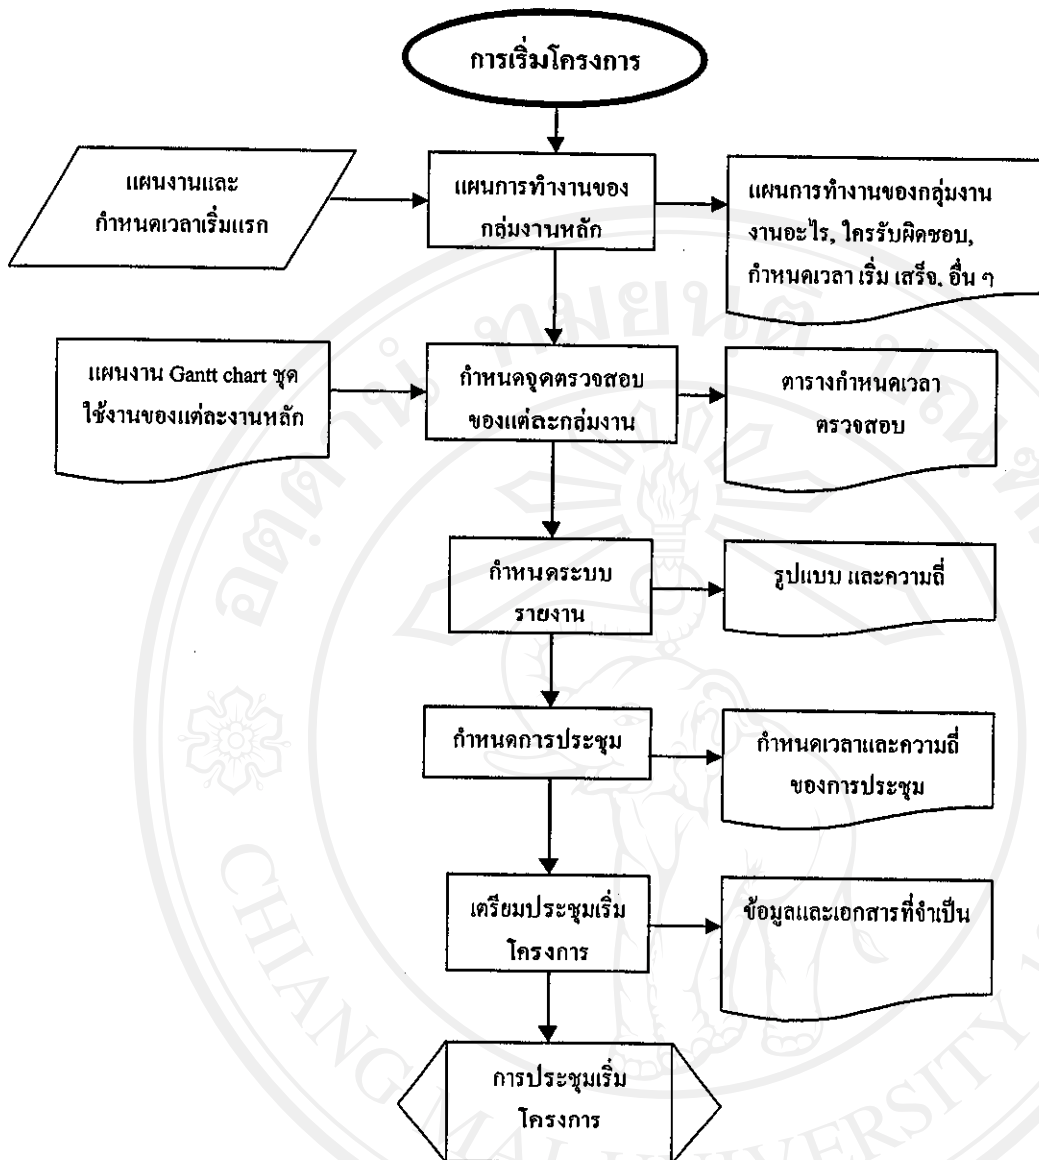 การเริ่มโครงการ
แผนงานและ
กำหนดเวลาเริ่มแรก
แผนการทำงานของ
กลุ่มงานหลัก
แผนการทำงานของกลุ่มงาน
งานอะไร, ใครรับผิดชอบ,
กำหนดเวลา เริ่ม เสร็จ, อื่น ๆ
แผนงาน Gantt chart ชุด
ใช้งานของแต่ละงานหลัก
กำหนดจุดตรวจสอบ
ของแต่ละกลุ่มงาน
ตารางกำหนดเวลา
ตรวจสอบ
กำหนดระบบ
รายงาน
รูปแบบ และความถี่
กำหนดการประชุม
กำหนดเวลาและความถี่
ของการประชุม
เตรียมประชุมเริ่ม
โครงการ
ข้อมูลและเอกสารที่จำเป็น
การประชุมเริ่ม
โครงการ
CHIANG MAI UNIVERSITY 1